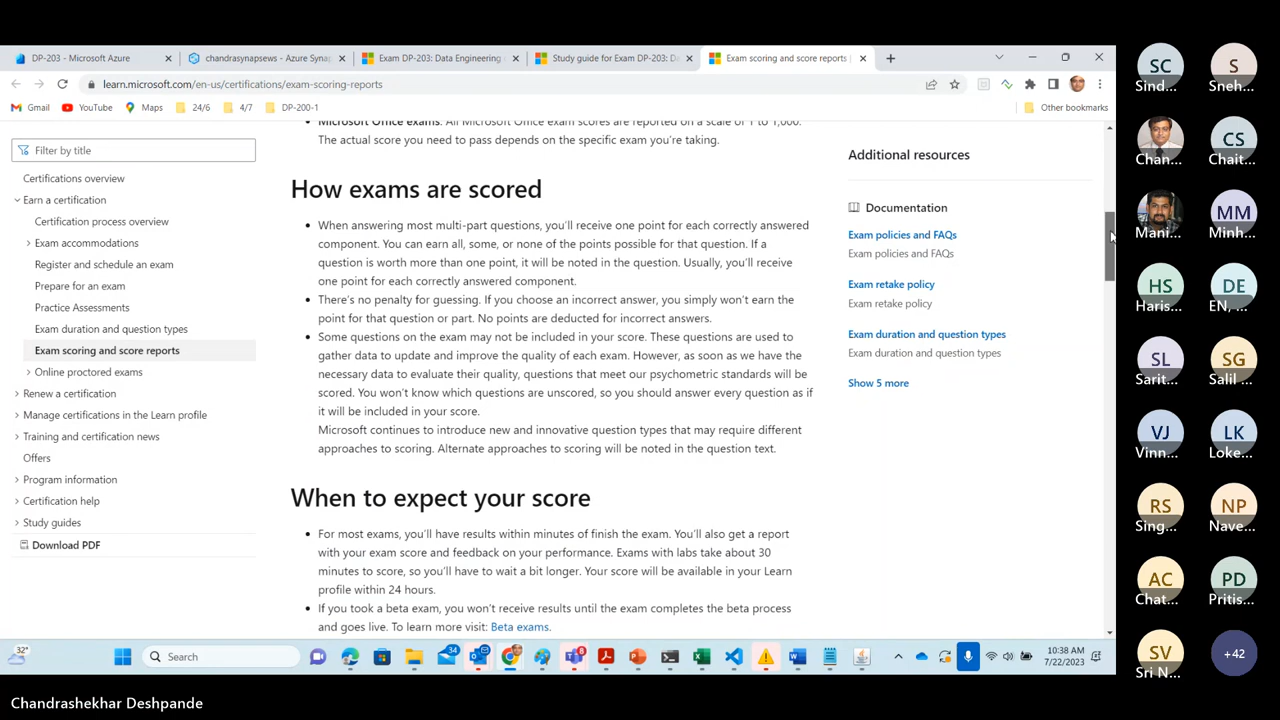 DP-203 - Microsoft Azure
chandrasynapsews - Azure Syna
Exam DP-203: Data Engineering
Study guide for Exam DP-203: D
Exam scoring and score reports
learn.microsoft.com/en-us/certifications/exam-scoring-reports
Gmail
YouTube
Maps
24/6
4/7
DP-200-1
Other bookmarks
Filter by title
Certifications overview
Earn a certification
Certification process overview
Exam accommodations
Register and schedule an exam
Prepare for an exam
Practice Assessments
Exam duration and question types
Exam scoring and score reports
Online proctored exams
Renew a certification
Manage certifications in the Learn profile
Training and certification news
Offers
Program information
Certification help
Study guides
Download PDF
Microsoft Office exams. All Microsoft Office exam scores are reported on a scale of 1 to 1,000.
The actual score you need to pass depends on the specific exam you're taking.
How exams are scored
When answering most multi-part questions, you'll receive one point for each correctly answered
component. You can earn all, some, or none of the points possible for that question. If a
question is worth more than one point, it will be noted in the question. Usually, you'll receive
one point for each correctly answered component.
There's no penalty for guessing. If you choose an incorrect answer, you simply won't earn the
point for that question or part. No points are deducted for incorrect answers.
Some questions on the exam may not be included in your score. These questions are used to
gather data to update and improve the quality of each exam. However, as soon as we have the
necessary data to evaluate their quality, questions that meet our psychometric standards will be
scored. You won't know which questions are unscored, so you should answer every question as if
it will be included in your score.
Microsoft continues to introduce new and innovative question types that may require different
approaches to scoring. Alternate approaches to scoring will be noted in the question text.
When to expect your score
For most exams, you'll have results within minutes of finish the exam. You'll also get a report
with your exam score and feedback on your performance. Exams with labs take about 30
minutes to score, so you'll have to wait a bit longer. Your score will be available in your Learn
profile within 24 hours.
If you took a beta exam, you won't receive results until the exam completes the beta process
and goes live. To learn more visit: Beta exams.
Additional resources
Documentation
Exam policies and FAQs
Exam policies and FAQs
Exam retake policy
Exam retake policy
Exam duration and question types
Exam duration and question types
Show 5 more
32°
Search
34
8
10:38 AM
7/22/2023
SC
Sind...
S
Sneh...
Chan...
CS
Chait...
Mani...
MM
Minh...
HS
Haris...
DE
EN, ...
SL
Sarit...
SG
Salil ...
VJ
Vinn...
LK
Loke...
RS
Sing...
NP
Nave...
AC
Chat...
PD
Pritis...
SV
Sri N...
+42
Chandrashekhar Deshpande